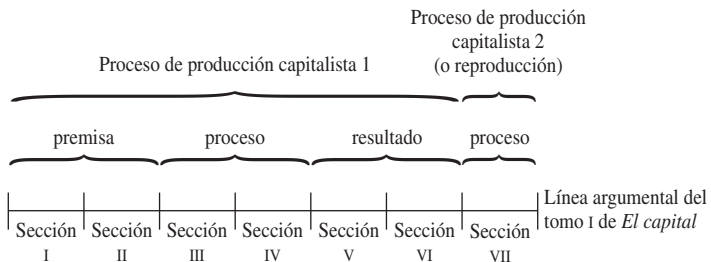 Proceso de producción
capitalista 2
(o reproducción)
Proceso de producción capitalista 1
premisa proceso resultado proceso
Línea argumental del
tomo I de El capital
Sección Sección Sección Sección Sección Sección Sección
I II III IV V VI VII